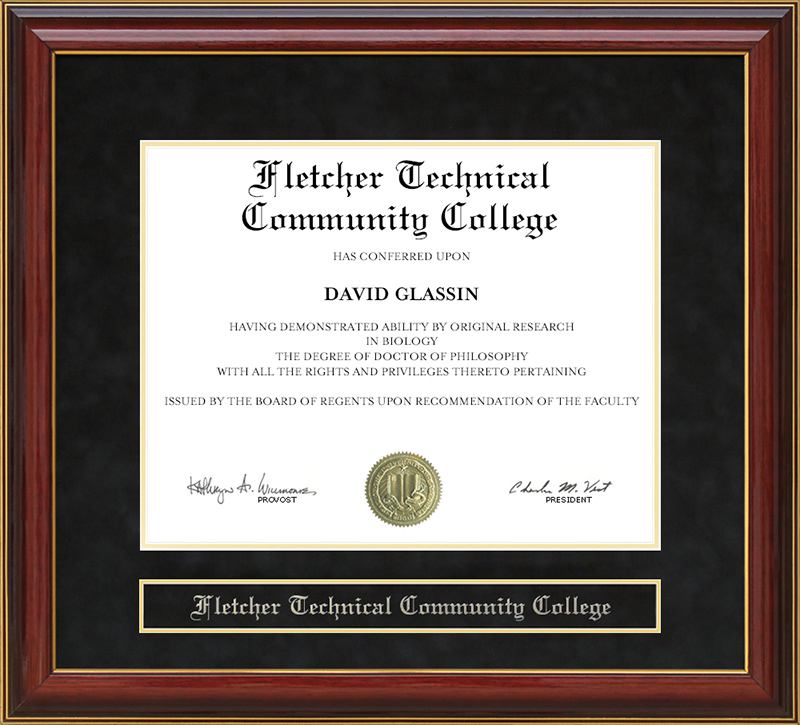 Fletcher Technical
Community College
HAS CONFERRED UPON
DAVID GLASSIN
HAVING DEMONSTRATED ABILITY BY ORIGINAL RESEARCH
IN BIOLOGY
THE DEGREE OF DOCTOR OF PHILOSOPHY
WITH ALL THE RIGHTS AND PRIVILEGES THERETO PERTAINING
ISSUED BY THE BOARD OF REGENTS UPON RECOMMENDATION OF THE FACULTY
Charles M. Vest
PROVOST
PRESIDENT
Fletcher Technical Community College